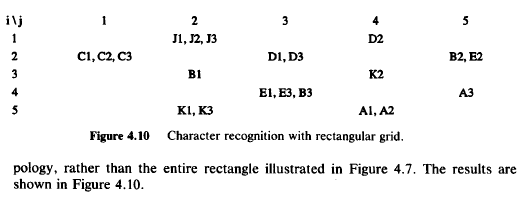 i\j 1 2 3 4 5
1 J1, J2, J3 D2
2 C1, C2, C3 D1, D3 B2, E2
3 B1 K2
4 E1, E3, B3 A3
5 K1, K3 A1, A2
Figure 4.10 Character recognition with rectangular grid.
pology, rather than the entire rectangle illustrated in Figure 4.7. The results are
shown in Figure 4.10.